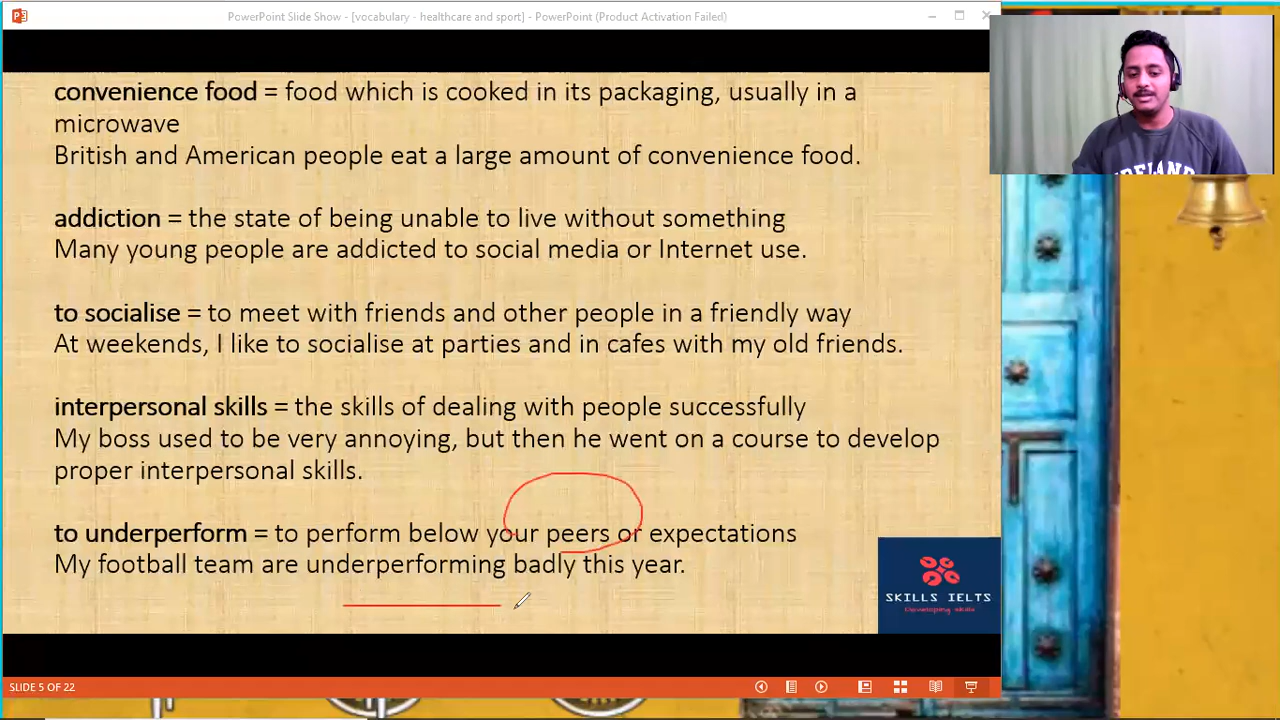 PowerPoint Slide Show - [vocabulary - healthcare and sport] - PowerPoint (Product Activation Failed)
convenience food = food which is cooked in its packaging, usually in a
microwave
British and American people eat a large amount of convenience food.
addiction = the state of being unable to live without something
Many young people are addicted to social media or Internet use.
to socialise = to meet with friends and other people in a friendly way
At weekends, I like to socialise at parties and in cafes with my old friends.
interpersonal skills = the skills of dealing with people successfully
My boss used to be very annoying, but then he went on a course to develop
proper interpersonal skills.
to underperform = to perform below your peers or expectations
My football team are underperforming badly this year.
SKILLS IELTS
Developing skills
SLIDE 5 OF 22